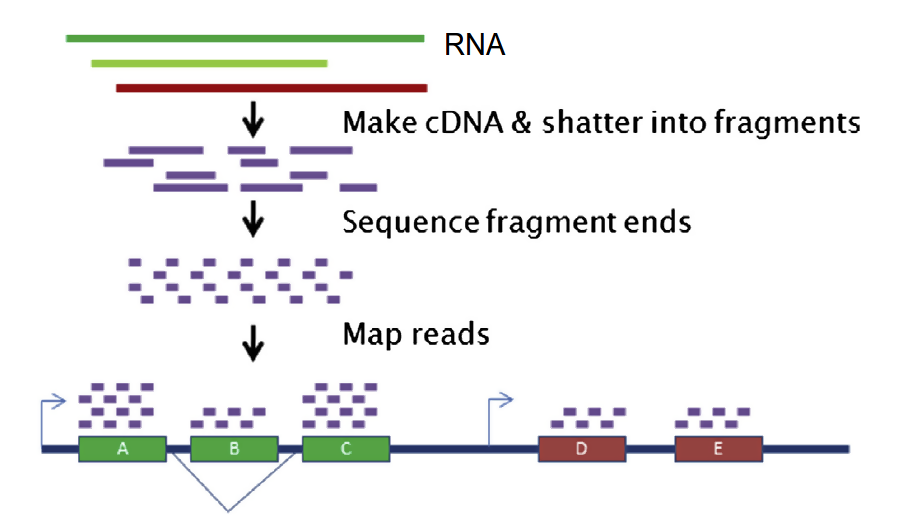 RNA
Make cDNA & shatter into fragments
Sequence fragment ends
Map reads
A B C D E